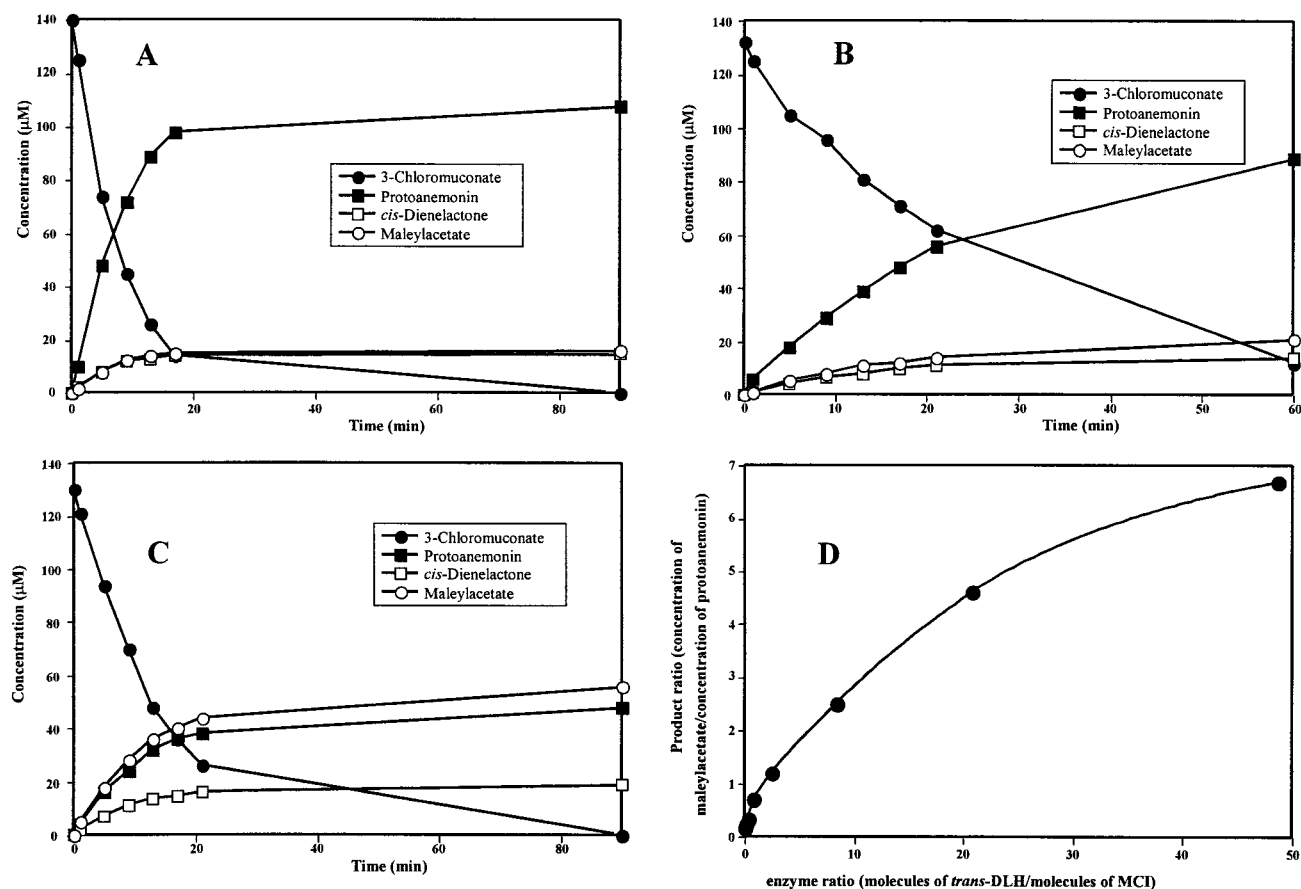 A
Concentration (µM)
140
120
100
80
60
40
20
0
3-Chloromuconate
Protoanemonin
cis-Dienelactone
Maleylacetate
0
20
40
60
80
Time (min)
B
Concentration (µM)
140
120
100
80
60
40
20
0
3-Chloromuconate
Protoanemonin
cis-Dienelactone
Maleylacetate
0
10
20
30
40
50
60
Time (min)
C
Concentration (µM)
140
120
100
80
60
40
20
0
3-Chloromuconate
Protoanemonin
cis-Dienelactone
Maleylacetate
0
20
40
60
80
Time (min)
D
Product ratio (concentration of
maleylacetate/concentration of protoanemonin)
7
6
5
4
3
2
1
0
0
10
20
30
40
50
enzyme ratio (molecules of trans-DLH/molecules of MCI)